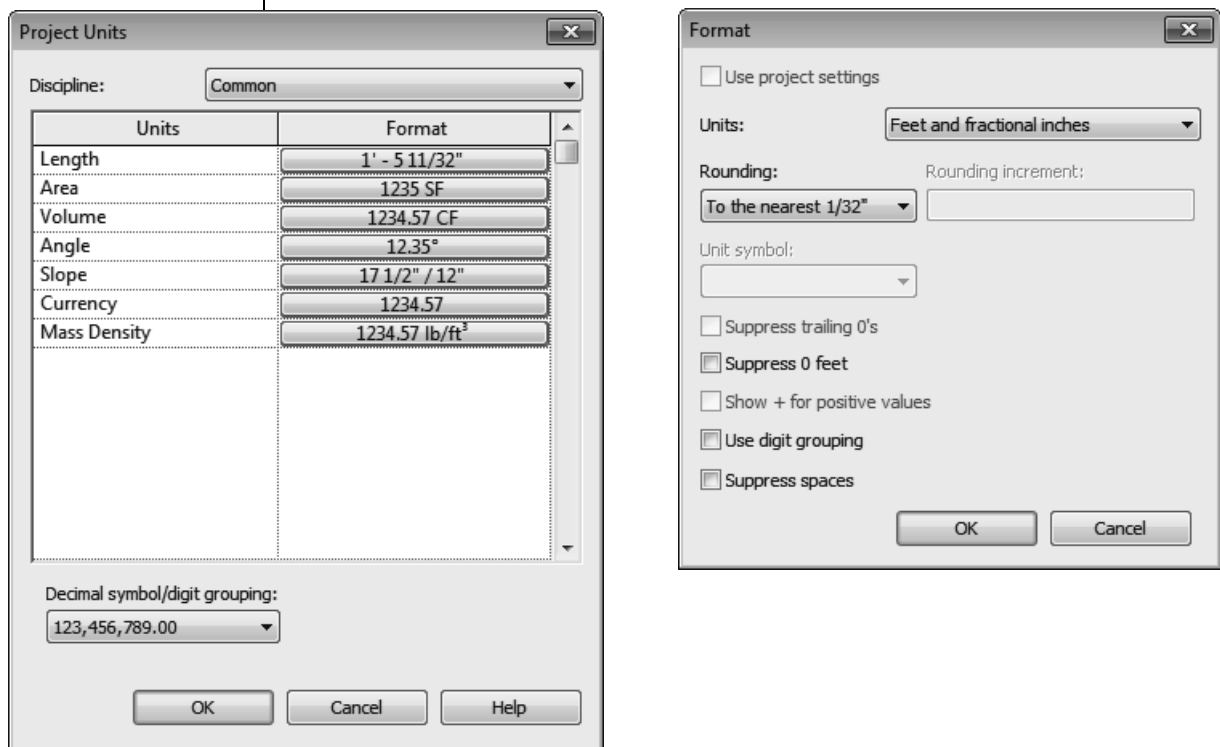 Project Units
Discipline:
Common
Units Format
Length 1' - 5 11/32"
Area 1235 SF
Volume 1234.57 CF
Angle 12.35°
Slope 17 1/2" / 12"
Currency 1234.57
Mass Density 1234.57 lb/ft³
Decimal symbol/digit grouping:
123,456,789.00
OK Cancel Help
Format
Use project settings
Units: Feet and fractional inches
Rounding: Rounding increment:
To the nearest 1/32"
Unit symbol:
Suppress trailing 0's
Suppress 0 feet
Show + for positive values
Use digit grouping
Suppress spaces
OK Cancel